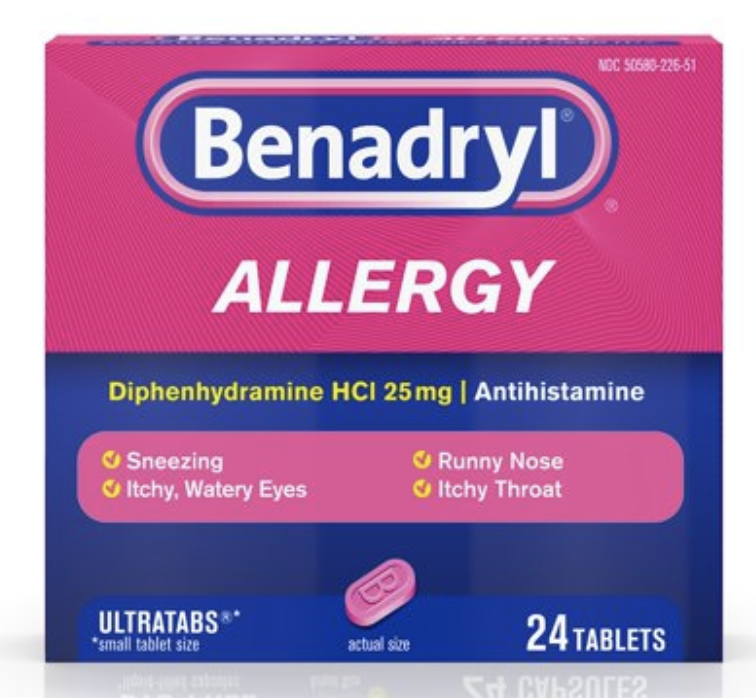 NDC 50580-226-51
Benadryl®
®
ALLERGY
Diphenhydramine HCl 25mg | Antihistamine
Sneezing
Runny Nose
Itchy, Watery Eyes
Itchy Throat
B
ULTRATABS®*
*small tablet size
actual size
24 TABLETS